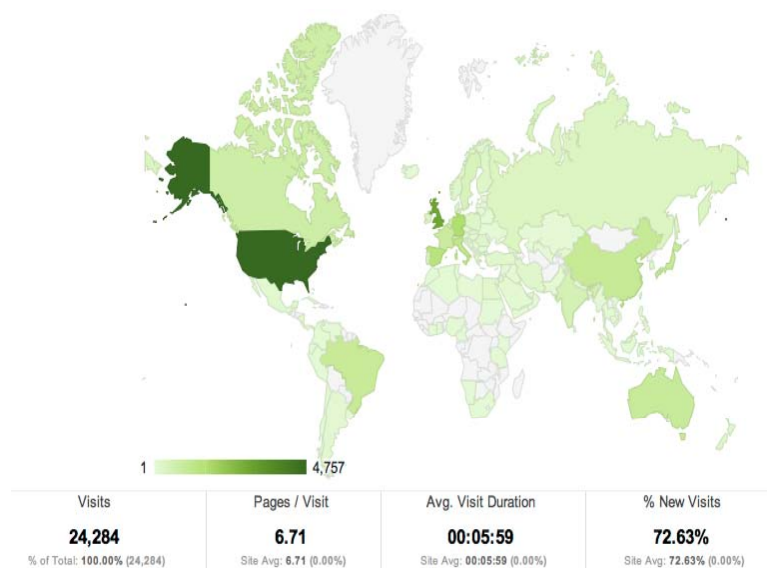 1 4,757
Visits Pages / Visit Avg. Visit Duration % New Visits
24,284 6.71 00:05:59 72.63%
% of Total: 100.00% (24,284) Site Avg: 6.71 (0.00%) Site Avg: 00:05:59 (0.00%) Site Avg: 72.63% (0.00%)